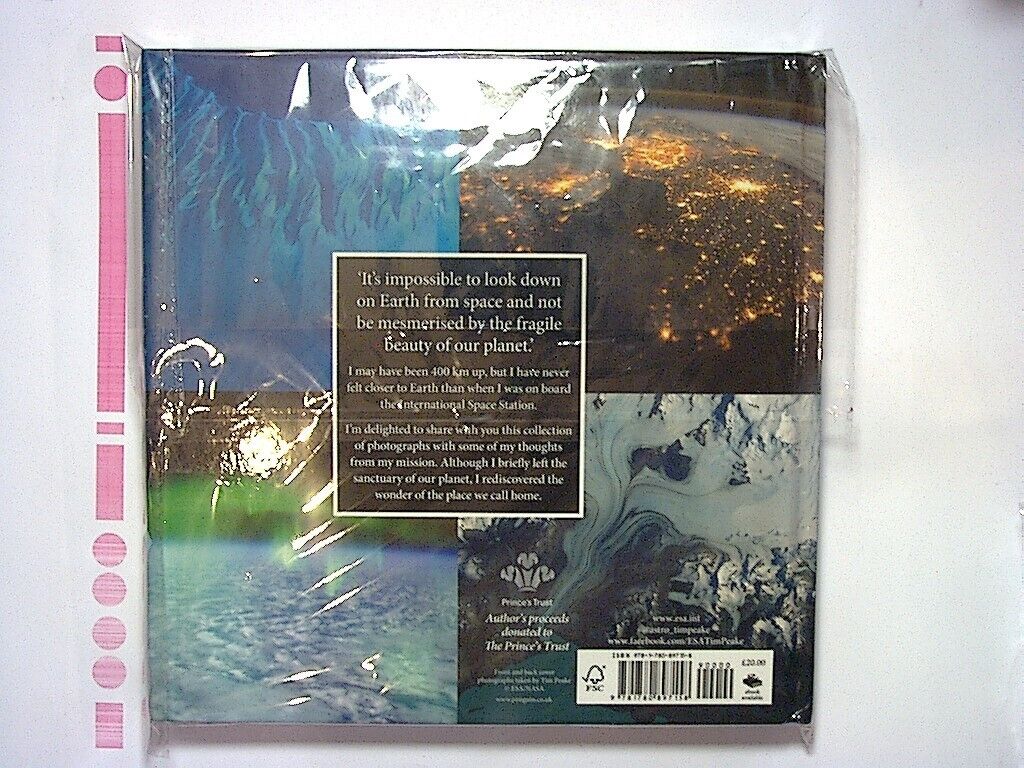 'It's impossible to look down
on Earth from space and not
be mesmerised by the fragile
beauty of our planet.'
I may have been 400 km up, but I have never
felt closer to Earth than when I was on board
the International Space Station.
I'm delighted to share with you this collection
of photographs with some of my thoughts
from my mission. Although I briefly left the
sanctuary of our planet, I rediscovered the
wonder of the place we call home.
Prince's Trust
Author's proceeds
donated to
The Prince's Trust
Front and back cover
photographs taken by Tim Peake
© ESA/NASA
www.penguin.co.uk
www.esa.int
@astro_timpeake
www.facebook.com/ESATimPeake
FSC
90000
£20.00
ebook
available